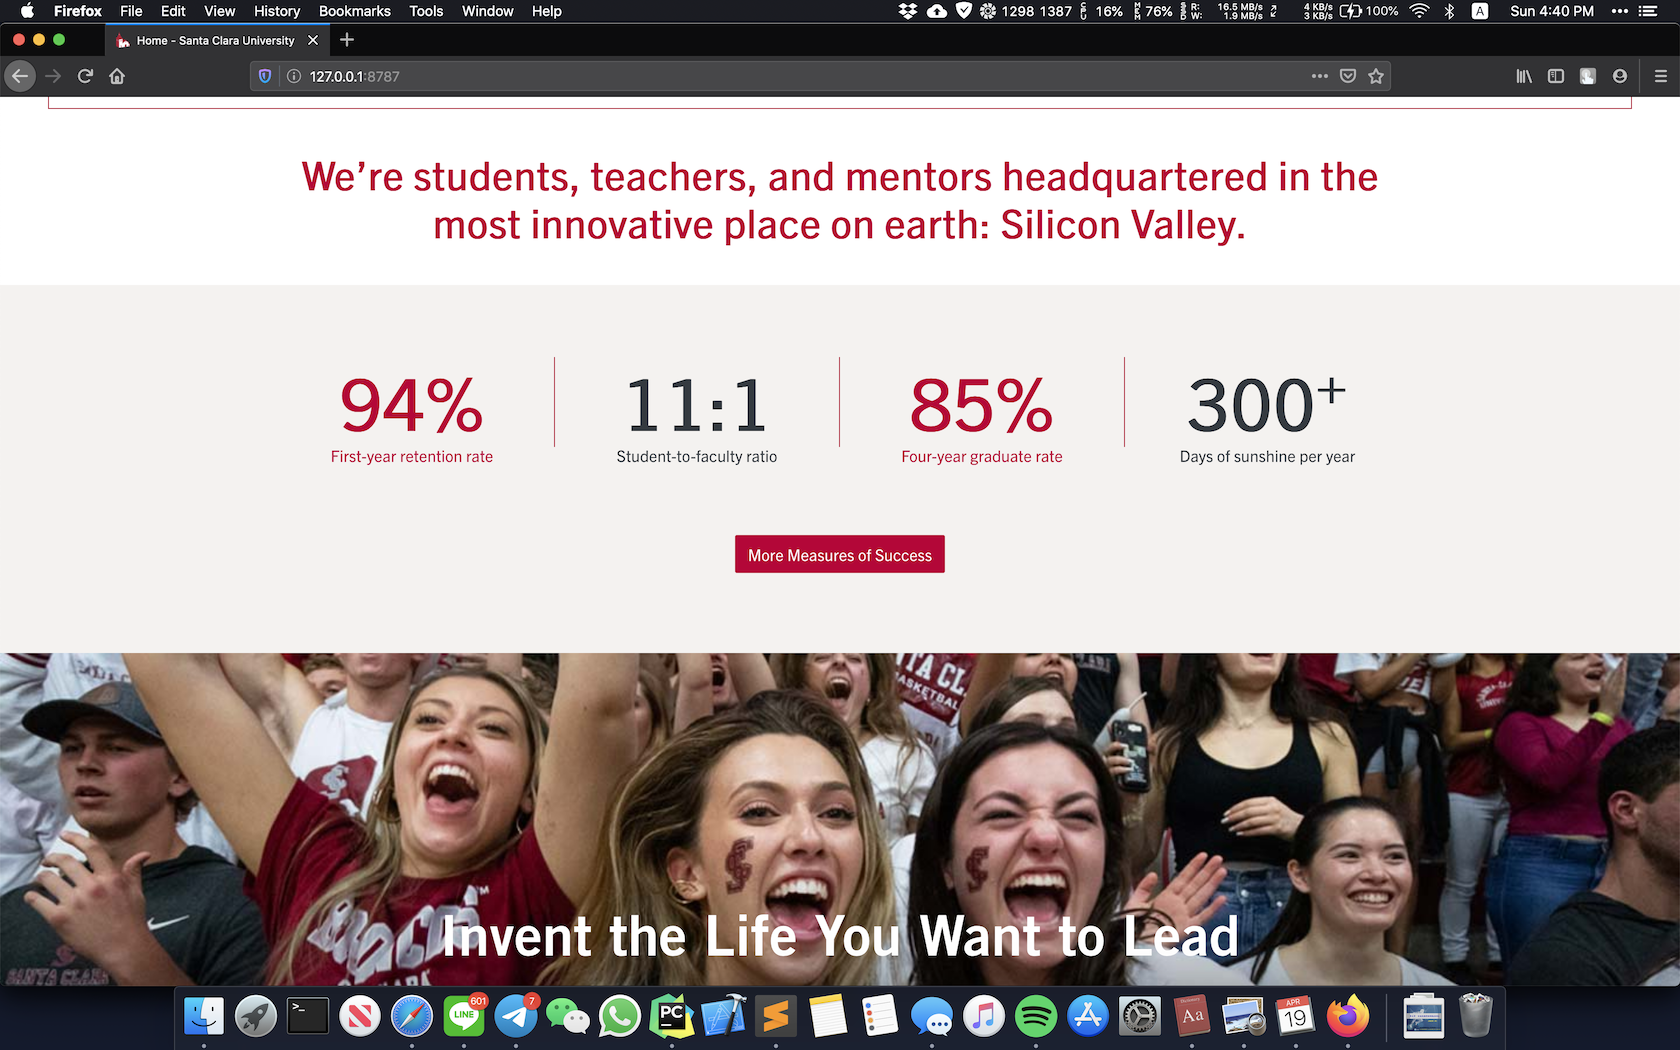 Firefox File Edit View History Bookmarks Tools Window Help
1298 1387 16% 76% R: W: 16.5 MB/s 1.9 MB/s 4 KB/s 3 KB/s 100% A Sun 4:40 PM
Home - Santa Clara University
127.0.0.1:8787
We’re students, teachers, and mentors headquartered in the
most innovative place on earth: Silicon Valley.
94% 11:1 85% 300+
First-year retention rate Student-to-faculty ratio Four-year graduate rate Days of sunshine per year
More Measures of Success
BASKETBALL
Invent the Life You Want to Lead
SANTA CLARA
601 LINE 7 PC Aa APR 19